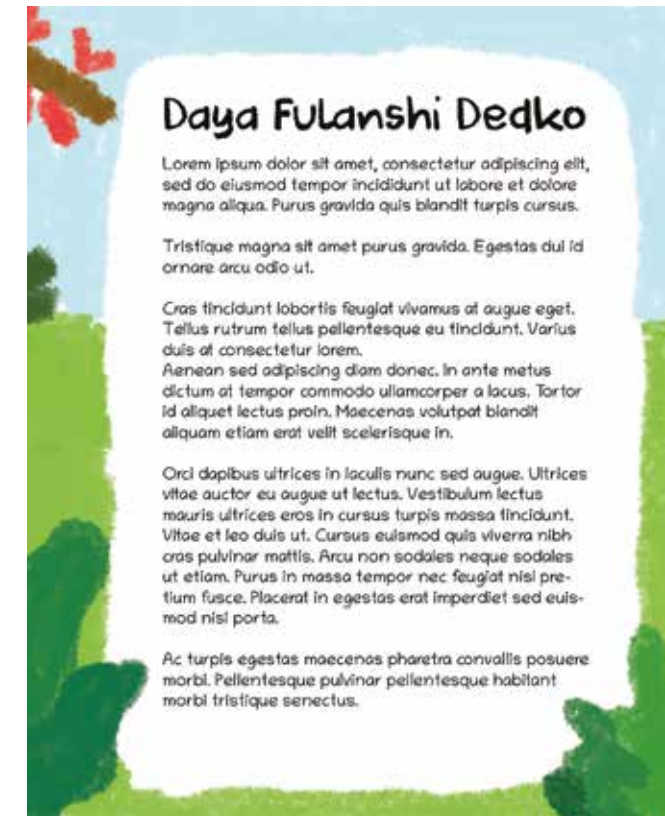 Daya Fulanshi Dedko
Lorem ipsum dolor sit amet, consectetur adipiscing elit,
sed do eiusmod tempor incididunt ut labore et dolore
magna aliqua. Purus gravida quis blandit turpis cursus.
Tristique magna sit amet purus gravida. Egestas dui id
ornare arcu odio ut.
Cras tincidunt lobortis feugiat vivamus at augue eget.
Tellus rutrum tellus pellentesque eu tincidunt. Varius
duis at consectetur lorem.
Aenean sed adipiscing diam donec. In ante metus
dictum at tempor commodo ullamcorper a lacus. Tortor
id aliquet lectus proin. Maecenas volutpat blandit
aliquam etiam erat velit scelerisque in.
Orci dapibus ultrices in iaculis nunc sed augue. Ultrices
vitae auctor eu augue ut lectus. Vestibulum lectus
mauris ultrices eros in cursus turpis massa tincidunt.
Vitae et leo duis ut. Cursus euismod quis viverra nibh
cras pulvinar mattis. Arcu non sodales neque sodales
ut etiam. Purus in massa tempor nec feugiat nisl pre-
tium fusce. Placerat in egestas erat imperdiet sed euis-
mod nisi porta.
Ac turpis egestas maecenas pharetra convallis posuere
morbi. Pellentesque pulvinar pellentesque habitant
morbi tristique senectus.